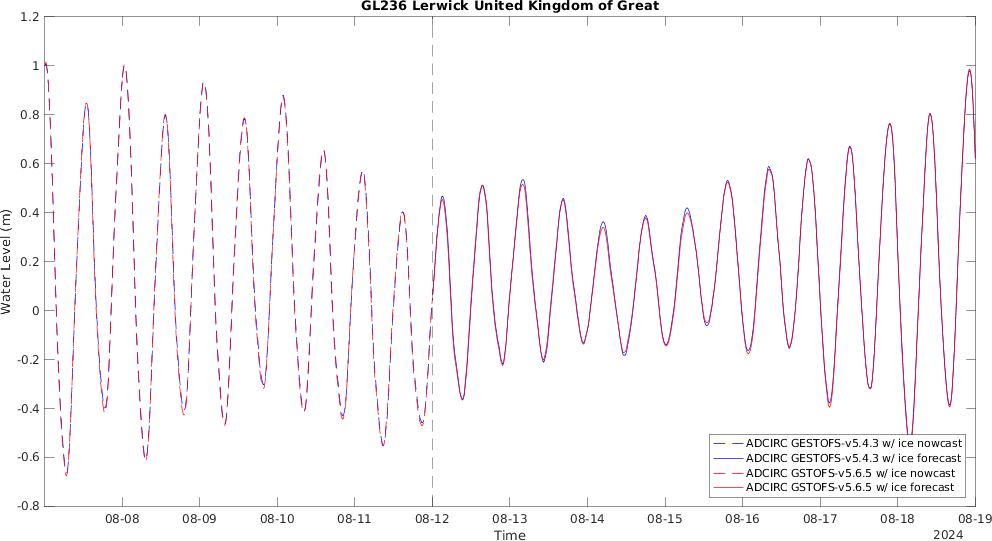 GL236 Lerwick United Kingdom of Great
1.2
1
0.8
0.6
0.4
0.2
0
-0.2
-0.4
-0.6
-0.8
Water Level (m)
ADCIRC GESTOFS-v5.4.3 w/ ice nowcast
ADCIRC GESTOFS-v5.4.3 w/ ice forecast
ADCIRC GSTOFS-v5.6.5 w/ ice nowcast
ADCIRC GSTOFS-v5.6.5 w/ ice forecast
08-08 08-09 08-10 08-11 08-12 08-13 08-14 08-15 08-16 08-17 08-18 08-19
Time
2024